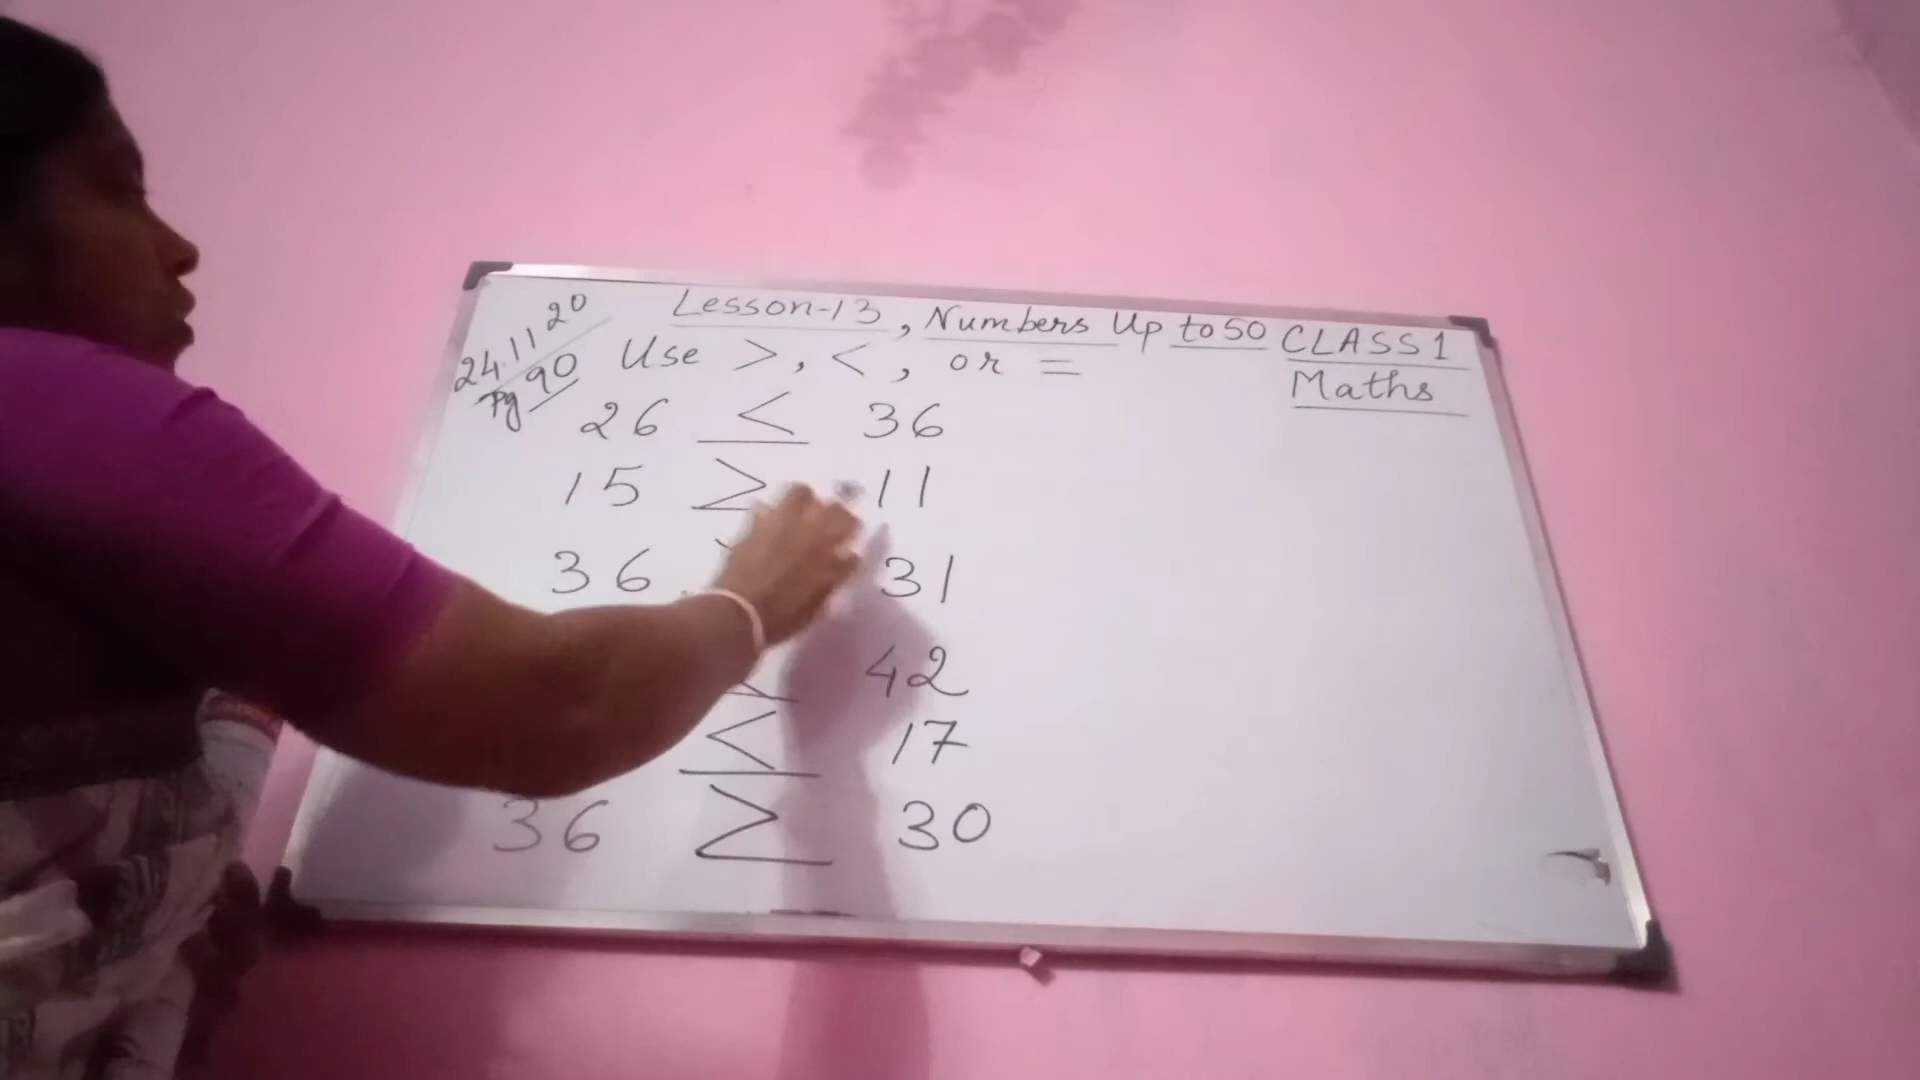 24.11.20
Pg 90
Lesson-13, Numbers Up to 50 CLASS 1
Maths
Use >, <, or =
26 < 36
15 > 11
36 31
42
< 17
36 > 30